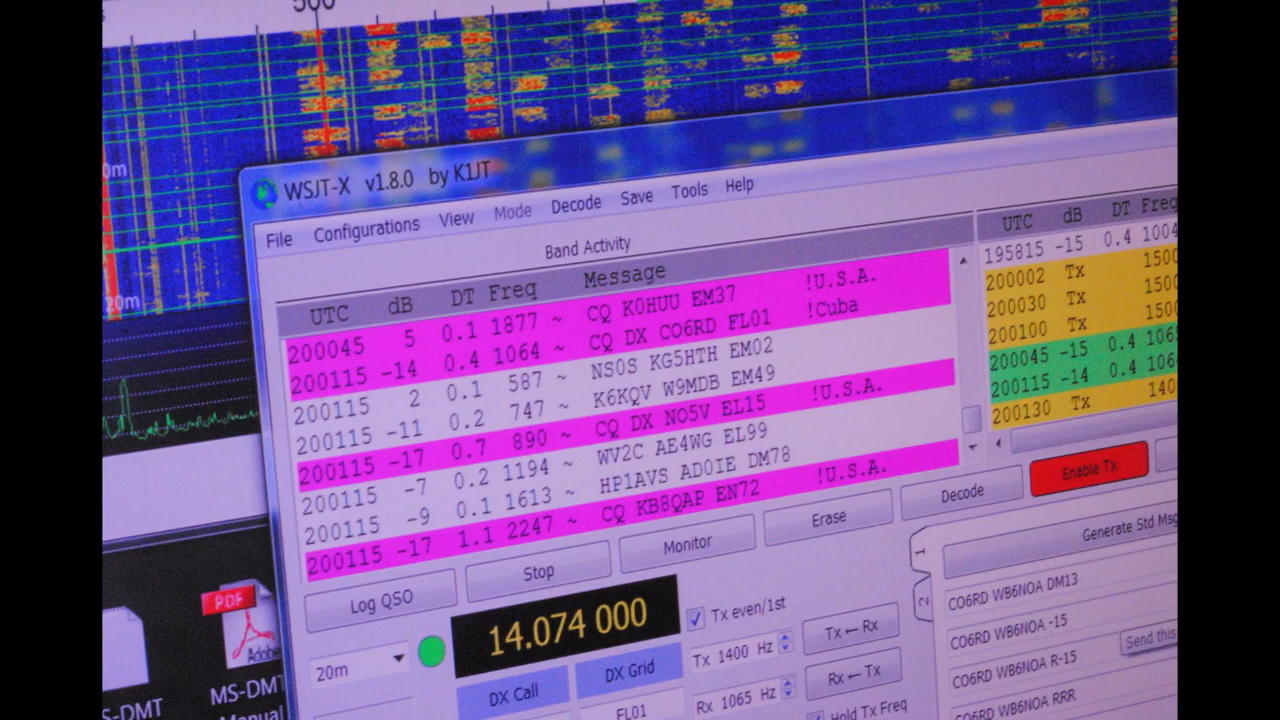 500
0m
20m
WSJT-X v1.8.0 by K1JT
File Configurations View Mode Decode Save Tools Help
Band Activity
UTC dB DT Freq Message
200045 5 0.1 1877 ~ CQ K0HUU EM37 !U.S.A.
200115 -14 0.4 1064 ~ CQ DX CO6RD FL01 !Cuba
200115 2 0.1 587 ~ NS0S KG5HTH EM02
200115 -11 0.2 747 ~ K6KQV W9MDB EM49
200115 -17 0.7 890 ~ CQ DX NO5V EL15 !U.S.A.
200115 -7 0.2 1194 ~ WV2C AE4WG EL99
200115 -9 0.1 1613 ~ HP1AVS AD0IE DM78
200115 -17 1.1 2247 ~ CQ KB8QAP EN72 !U.S.A.
UTC dB DT Freq
195815 -15 0.4 1004
200002 Tx 1500
200030 Tx 1500
200100 Tx 1500
200045 -15 0.4 1065
200115 -14 0.4 106
200130 Tx 140
Log QSO Stop Monitor Erase Decode Enable Tx
20m
14.074 000
Tx even/1st
Tx 1400 Hz
Tx ← Rx
DX Call DX Grid
Rx 1065 Hz
Rx ← Tx
FL01
Hold Tx Freq
1
2
Generate Std Msg
CO6RD WB6NOA DM13
CO6RD WB6NOA -15
Send this
CO6RD WB6NOA R-15
CO6RD WB6NOA RRR
PDF
Adobe
S-DMT
MS-DMT
Manual